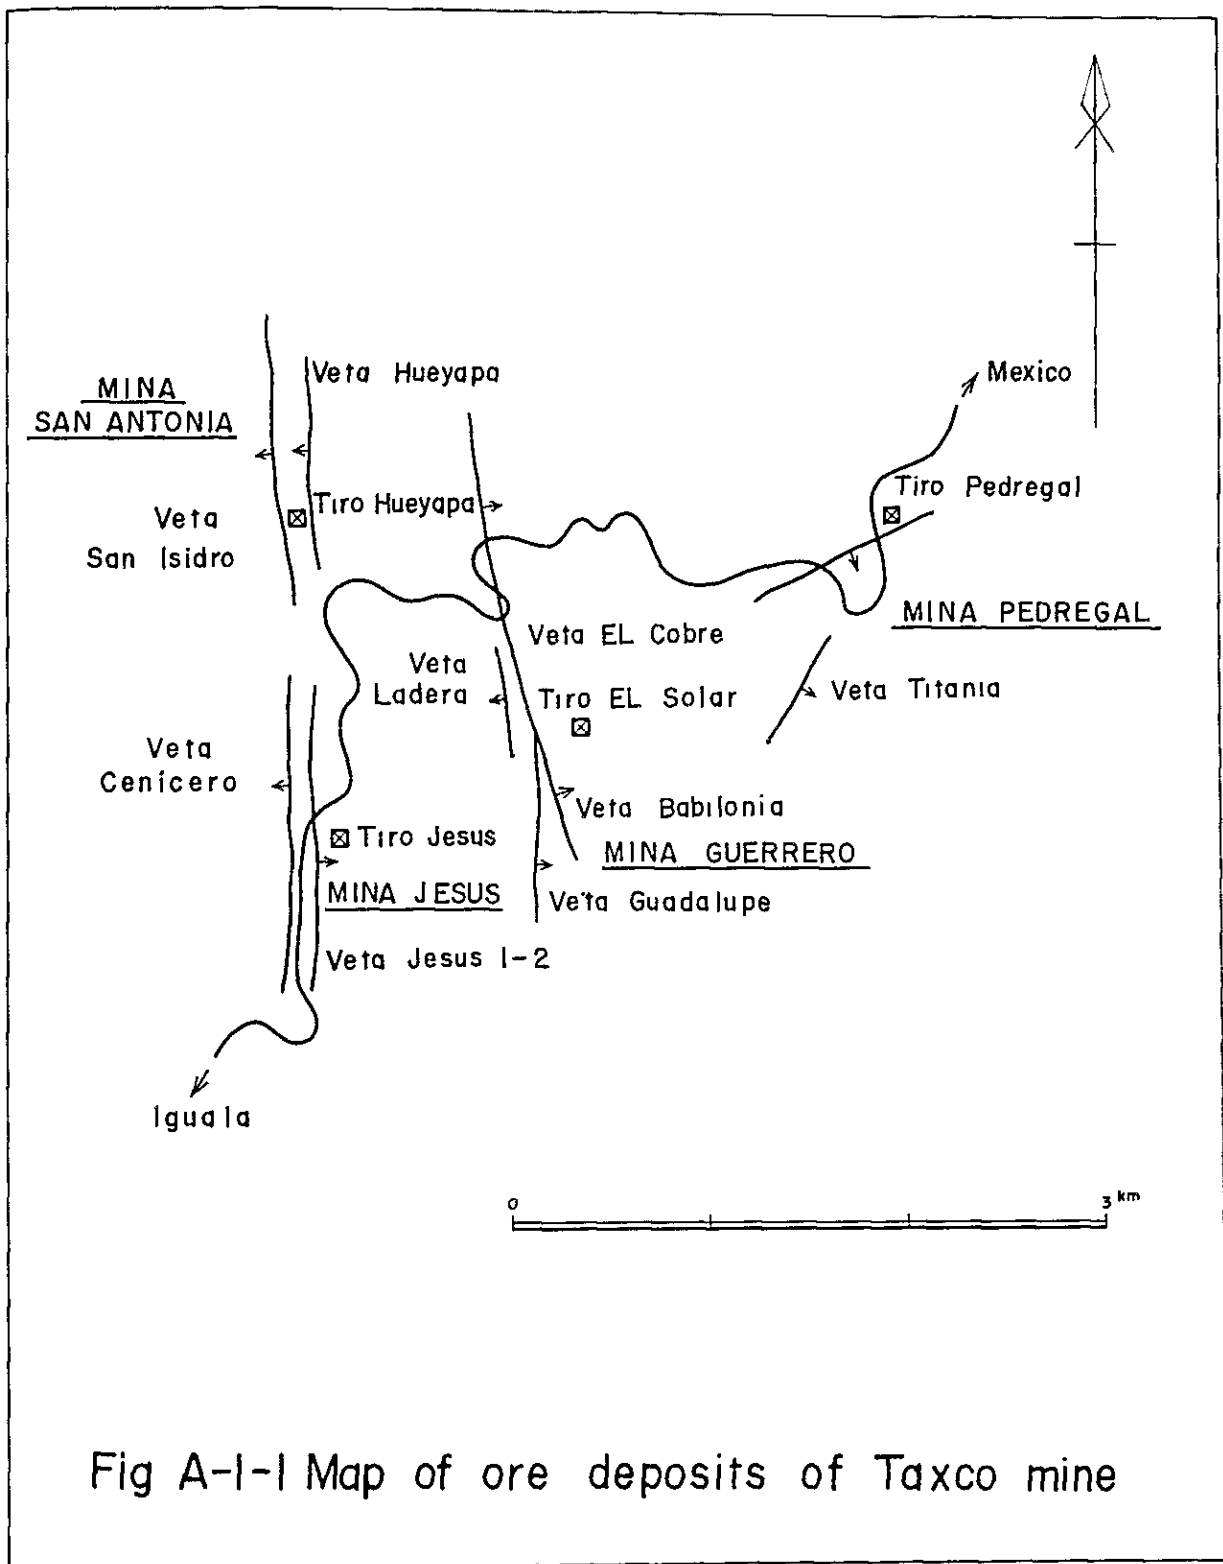 Mexico
Veta Hueyapa
MINA
SAN ANTONIA
Tiro Pedregal
Tiro Hueyapa
Veta
San Isidro
MINA PEDREGAL
Veta EL Cobre
Veta
Ladera
Tiro EL Solar
Veta Titania
Veta
Cenicero
Veta Babilonia
Tiro Jesus
MINA GUERRERO
MINA JESUS
Veta Guadalupe
Veta Jesus 1-2
Iguala
0 3 km
Fig A-1-1 Map of ore deposits of Taxco mine